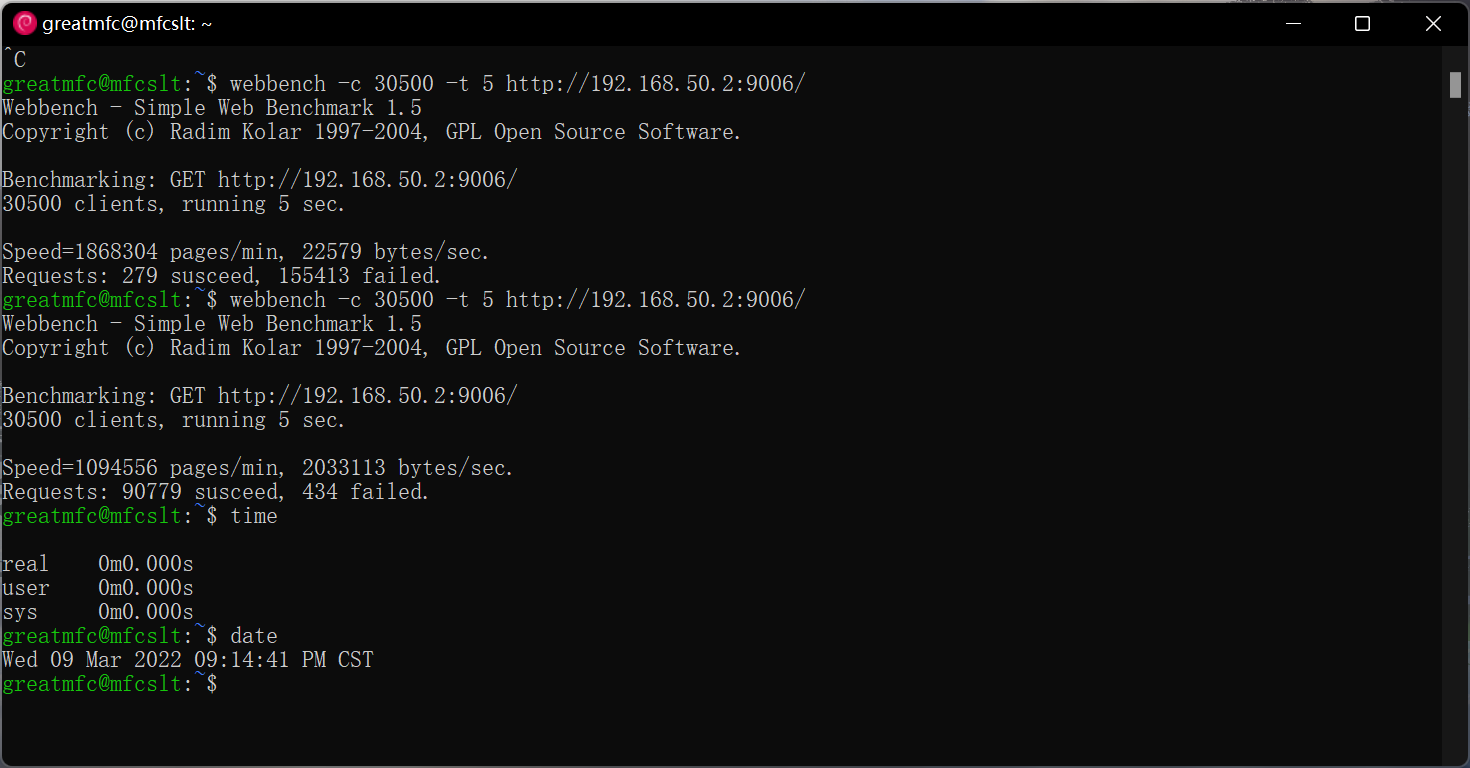 greatmfc@mfcslt: ~
^C
greatmfc@mfcslt:~$ webbench -c 30500 -t 5 http://192.168.50.2:9006/
Webbench - Simple Web Benchmark 1.5
Copyright (c) Radim Kolar 1997-2004, GPL Open Source Software.
Benchmarking: GET http://192.168.50.2:9006/
30500 clients, running 5 sec.
Speed=1868304 pages/min, 22579 bytes/sec.
Requests: 279 susceed, 155413 failed.
greatmfc@mfcslt:~$ webbench -c 30500 -t 5 http://192.168.50.2:9006/
Webbench - Simple Web Benchmark 1.5
Copyright (c) Radim Kolar 1997-2004, GPL Open Source Software.
Benchmarking: GET http://192.168.50.2:9006/
30500 clients, running 5 sec.
Speed=1094556 pages/min, 2033113 bytes/sec.
Requests: 90779 susceed, 434 failed.
greatmfc@mfcslt:~$ time
real    0m0.000s
user    0m0.000s
sys     0m0.000s
greatmfc@mfcslt:~$ date
Wed 09 Mar 2022 09:14:41 PM CST
greatmfc@mfcslt:~$